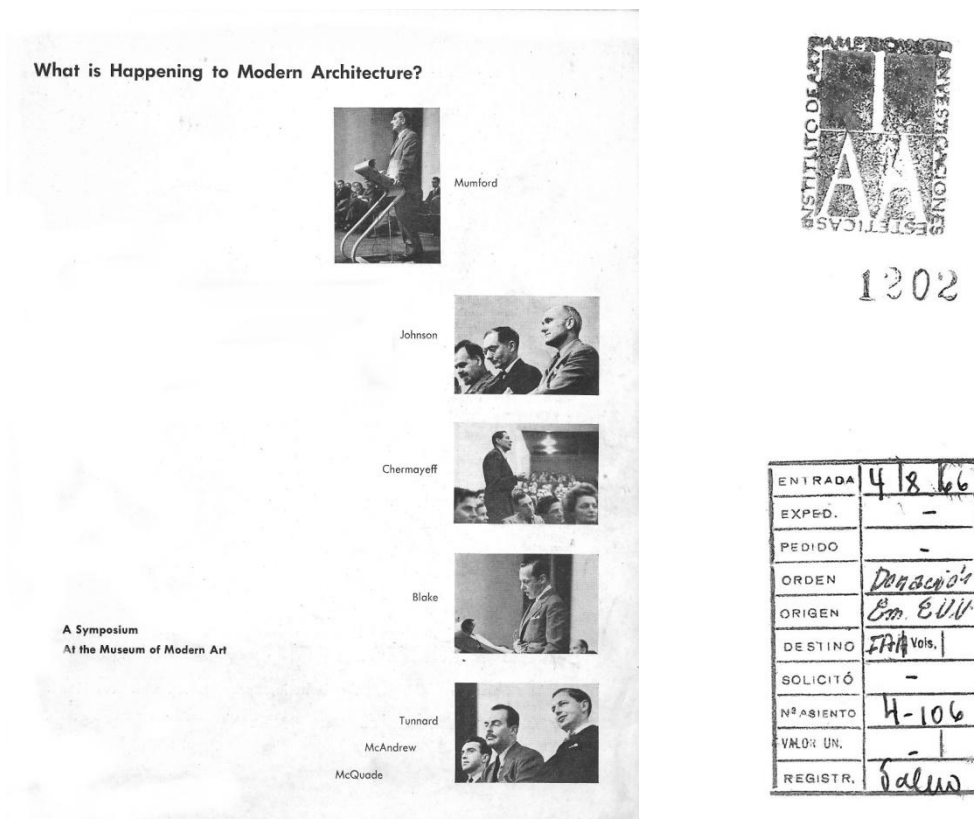 What is Happening to Modern Architecture?
Mumford
Johnson
Chermayeff
Blake
A Symposium
At the Museum of Modern Art
Tunnard
McAndrew
McQuade
INSTITUTO DE ARTE AMERICANO INVESTIGACIONES ESTETICAS
IAA
1202
ENTRADA 4 8 66
EXPED. -
PEDIDO -
ORDEN Donación
ORIGEN Em. EUU.
DESTINO IAA Vols.
SOLICITÓ -
Nº ASIENTO 4-106
VALOR UN. -
REGISTR.